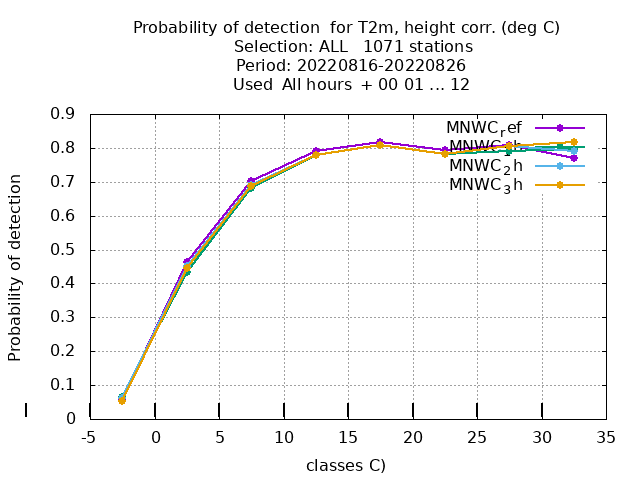 Probability of detection for T2m, height corr. (deg C)
Selection: ALL 1071 stations
Period: 20220816-20220826
Used All hours + 00 01 ... 12
0.9
0.8
0.7
0.6
0.5
0.4
0.3
0.2
0.1
0
Probability of detection
MNWCref
MNWC1h
MNWC2h
MNWC3h
-5
0
5
10
15
20
25
30
35
classes C)